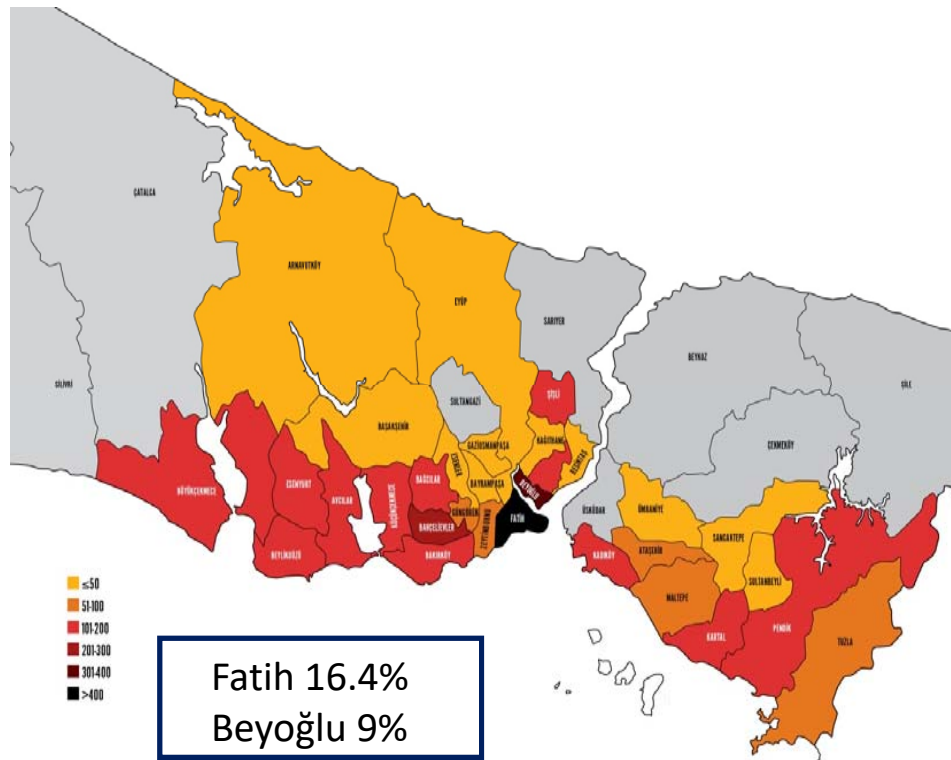 ÇATALCA
ARNAVUTKÖY
EYÜP
SARIYER
BEYKOZ
ŞİLE
SİLİVRİ
SULTANGAZİ
ŞİŞLİ
ÇEKMEKÖY
BAŞAKŞEHİR
GAZİOSMANPAŞA
KAĞITHANE
BEŞİKTAŞ
ESENLER
BAYRAMPAŞA
BEYOĞLU
BÜYÜKÇEKMECE
ESENYURT
AVCILAR
KÜÇÜKÇEKMECE
BAĞCILAR
GÜNGÖREN
ZEYTİNBURNU
FATİH
ÜSKÜDAR
ÜMRANİYE
SANCAKTEPE
BAHÇELİEVLER
ATAŞEHİR
SULTANBEYLİ
BEYLİKDÜZÜ
BAKIRKÖY
KADIKÖY
MALTEPE
KARTAL
PENDİK
TUZLA
≤50
51-100
101-200
201-300
301-400
>400
Fatih 16.4%
Beyoğlu 9%